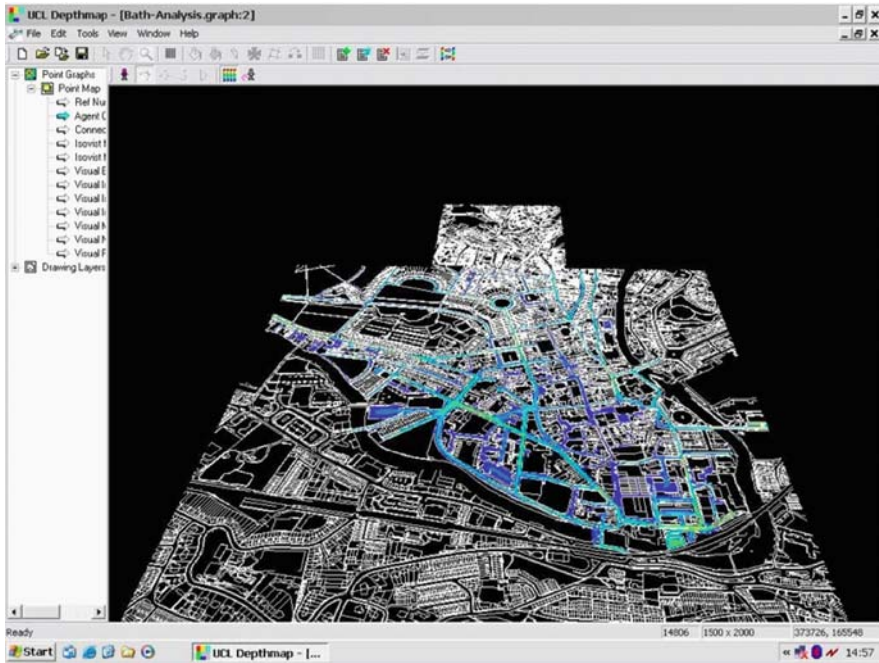 UCL Depthmap - [Bath-Analysis.graph:2]
File Edit Tools View Window Help
Point Graphs
Point Map
Ref Nu
Agent C
Connec
Isovist
Isovist
Visual E
Visual I
Visual I
Visual I
Visual M
Visual
Visual
Drawing Layers
Ready
14806
1500 x 2000
373726, 165548
Start
UCL Depthmap - [...
14:57